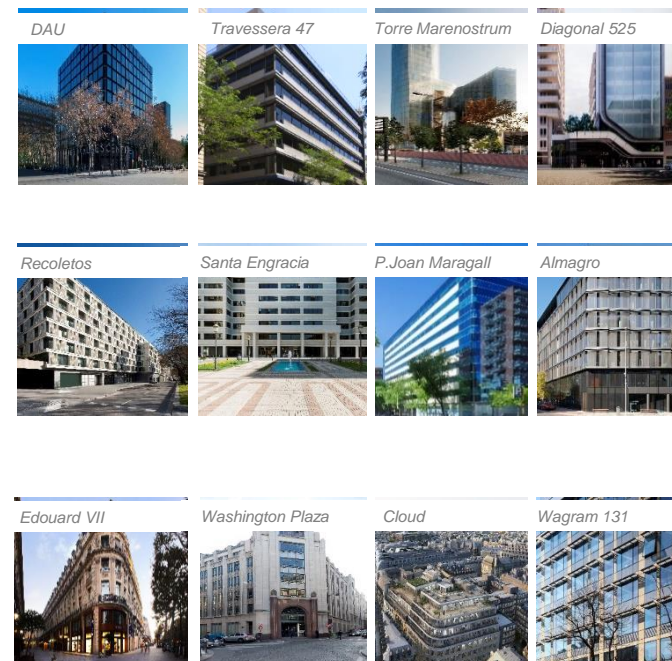 DAU
Travessera 47
Torre Marenostrum
Diagonal 525
Recoletos
Santa Engracia
P.Joan Maragall
Almagro
Edouard VII
Washington Plaza
Cloud
Wagram 131